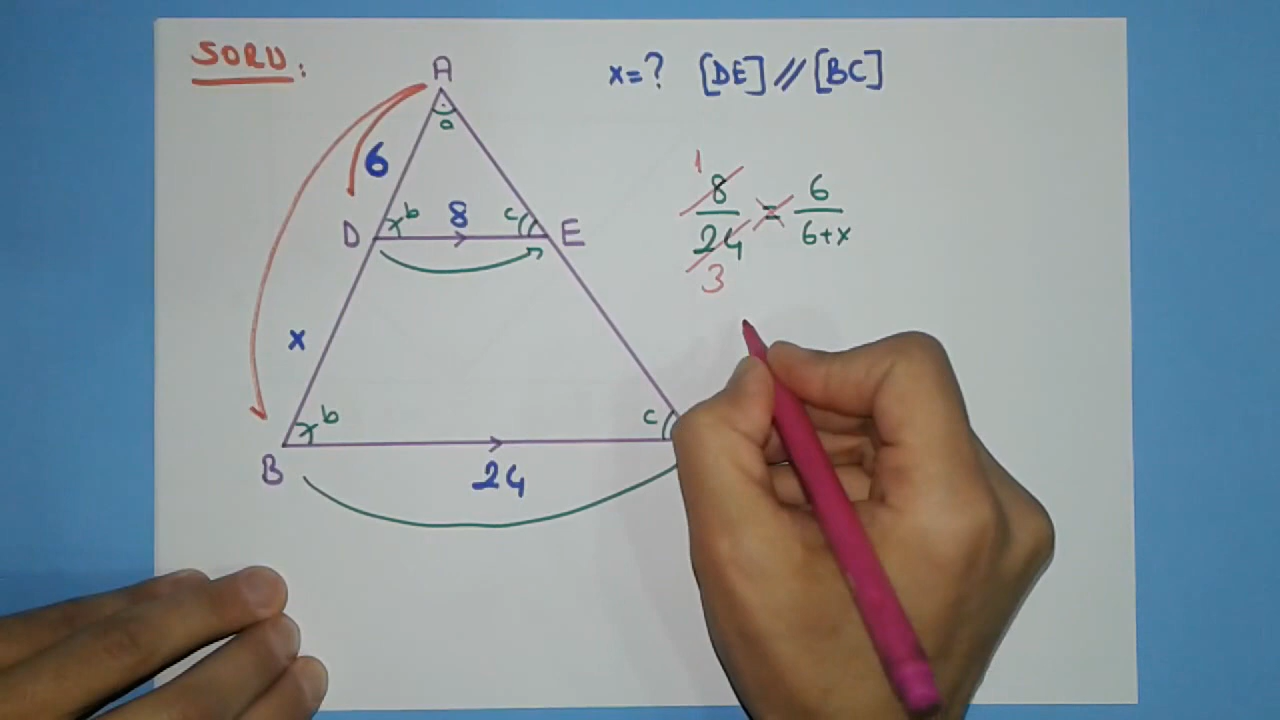 SORU:
x=? [DE] // [BC]
A
a
6
1
8 = 6
24 6+x
3
D b 8 c E
x
b c
B
24